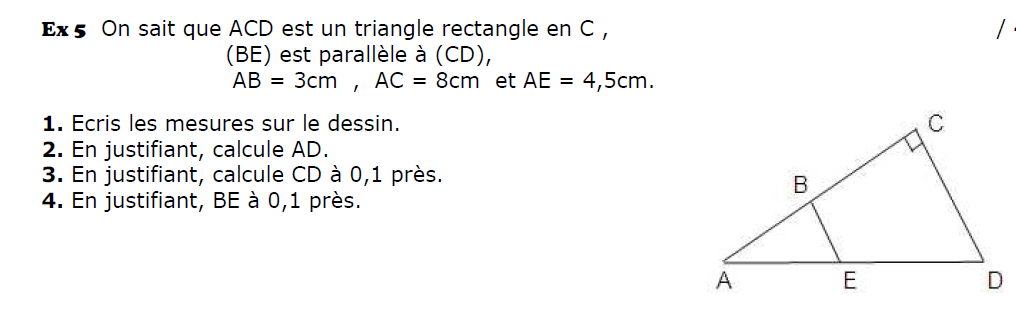 Ex 5 On sait que ACD est un triangle rectangle en C ,
/
(BE) est parallèle à (CD),
AB = 3cm , AC = 8cm et AE = 4,5cm.
1. Ecris les mesures sur le dessin.
2. En justifiant, calcule AD.
3. En justifiant, calcule CD à 0,1 près.
4. En justifiant, BE à 0,1 près.
C
B
A
E
D